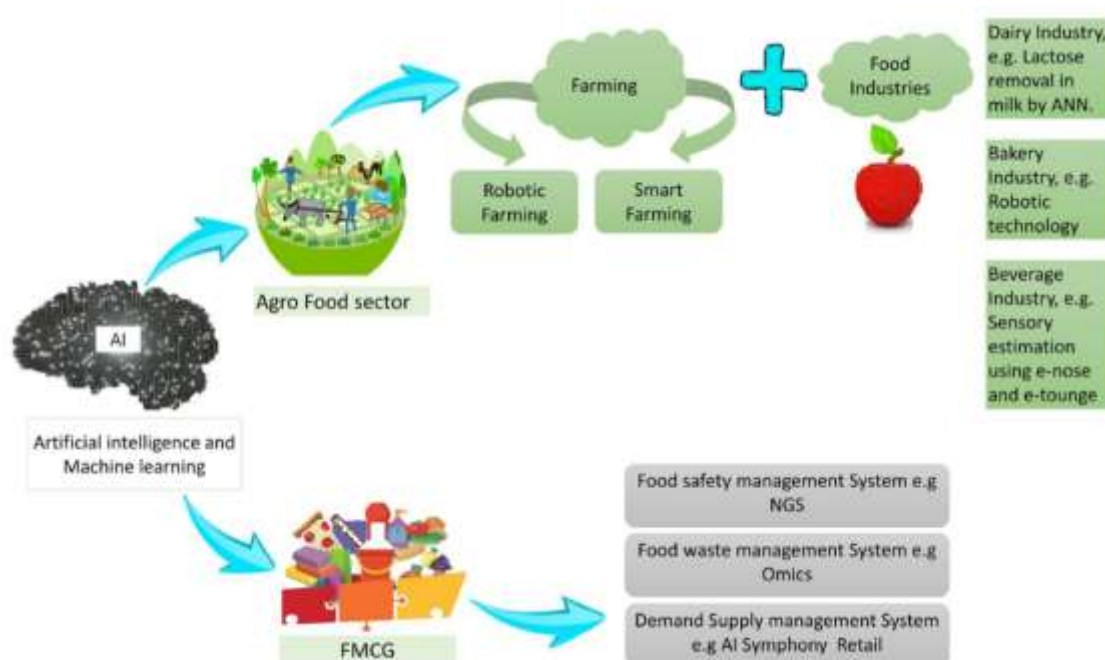 AI
Artificial intelligence and
Machine learning
Agro Food sector
Farming
Robotic
Farming
Smart
Farming
Food
Industries
Dairy Industry,
e.g. Lactose
removal in
milk by ANN.
Bakery
Industry, e.g.
Robotic
technology
Beverage
Industry, e.g.
Sensory
estimation
using e-nose
and e-tounge
FMCG
Food safety management System e.g
NGS
Food waste management System e.g
Omics
Demand Supply management System
e.g AI Symphony Retail